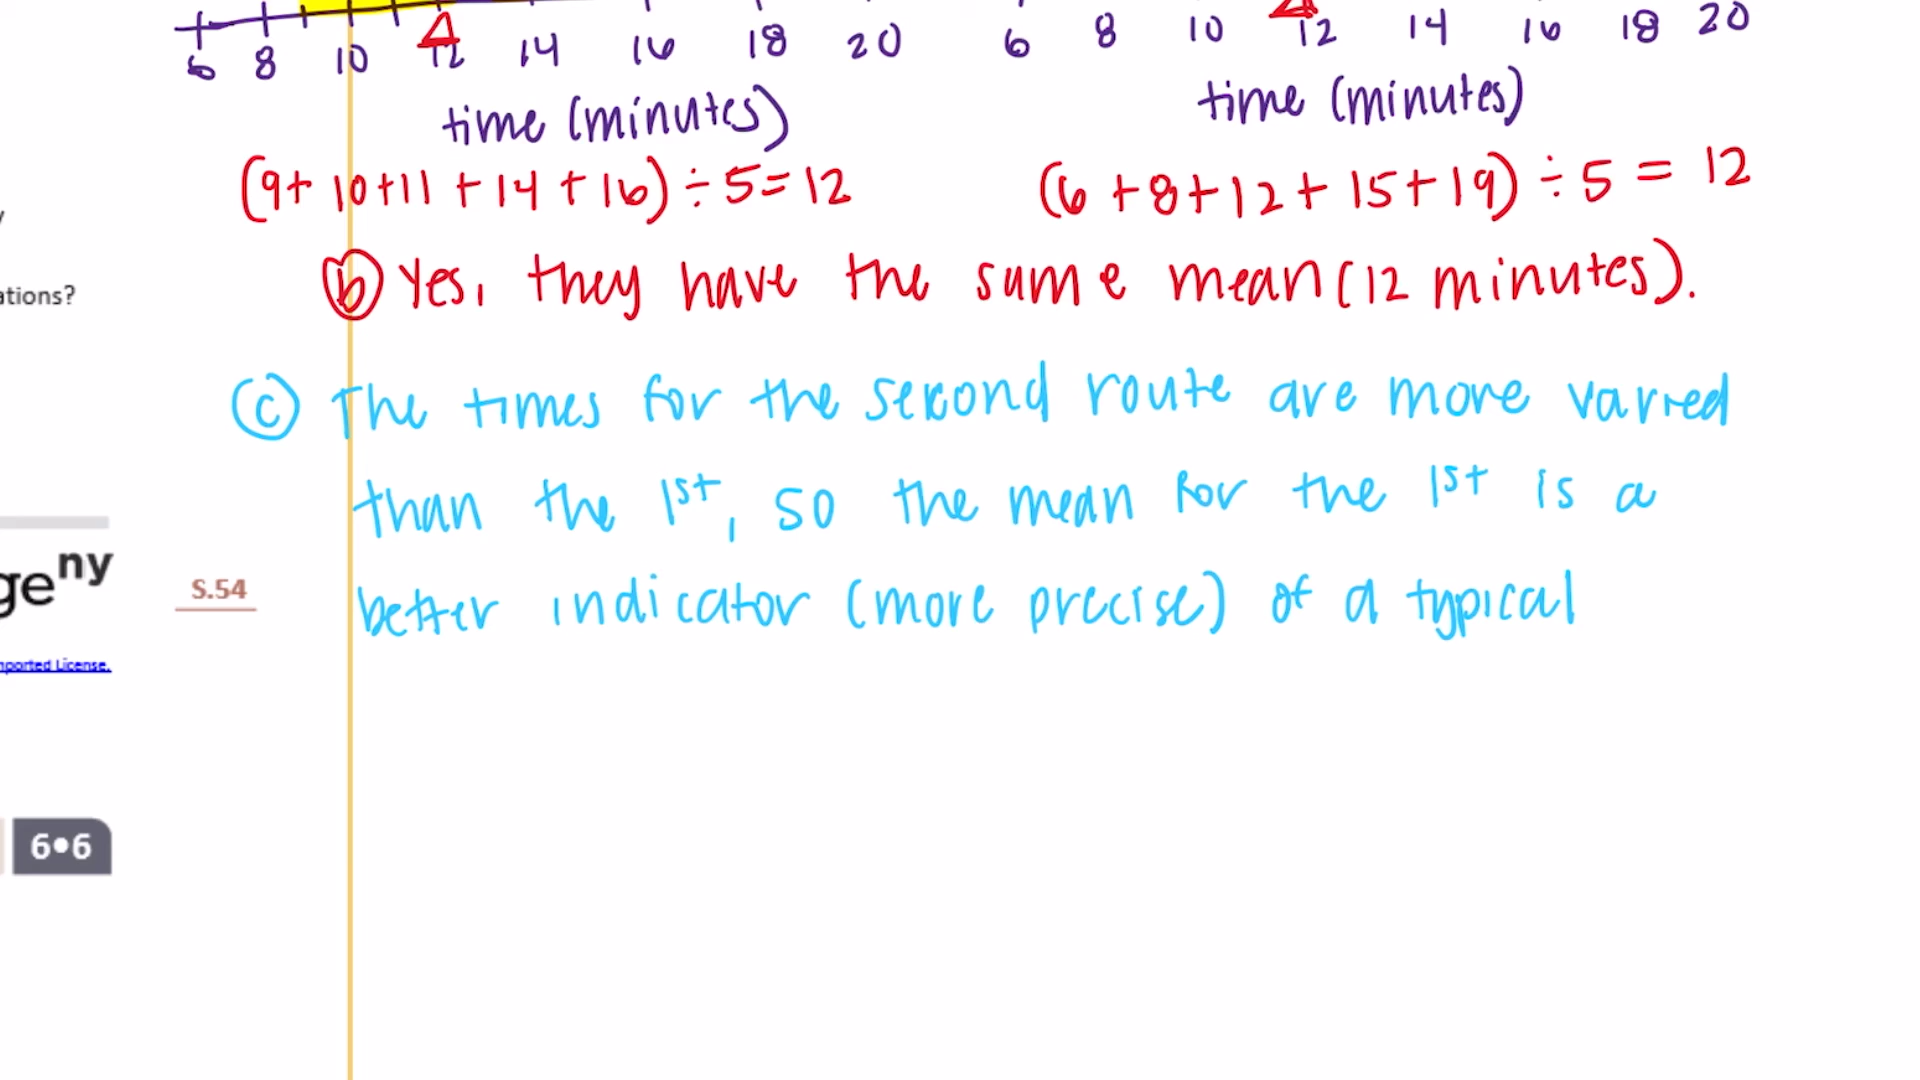 6 8 10 12 14 16 18 20 6 8 10 12 14 16 18 20
time (minutes) time (minutes)
(9+ 10+11 + 14 + 16) ÷ 5 = 12 (6 + 8 + 12 + 15 + 19) ÷ 5 = 12
b Yes, they have the same mean (12 minutes).
ations?
c The times for the second route are more varied
than the 1st, so the mean for the 1st is a
better indicator (more precise) of a typical
ge ny
S.54
nported License.
6•6